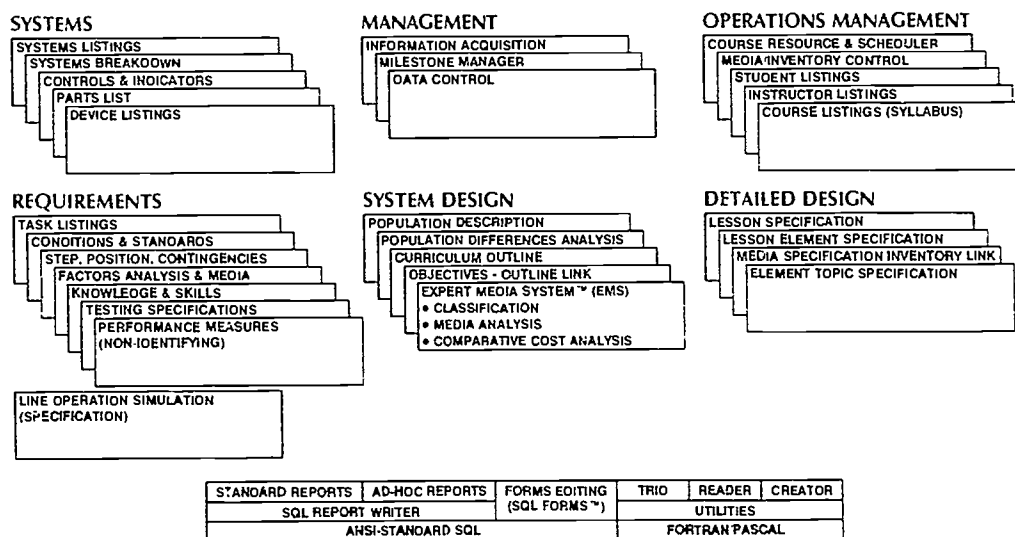 SYSTEMS
SYSTEMS LISTINGS
SYSTEMS BREAKDOWN
CONTROLS & INDICATORS
PARTS LIST
DEVICE LISTINGS
MANAGEMENT
INFORMATION ACQUISITION
MILESTONE MANAGER
DATA CONTROL
OPERATIONS MANAGEMENT
COURSE RESOURCE & SCHEDULER
MEDIA/INVENTORY CONTROL
STUDENT LISTINGS
INSTRUCTOR LISTINGS
COURSE LISTINGS (SYLLABUS)
REQUIREMENTS
TASK LISTINGS
CONDITIONS & STANDARDS
STEP, POSITION, CONTINGENCIES
FACTORS ANALYSIS & MEDIA
KNOWLEDGE & SKILLS
TESTING SPECIFICATIONS
PERFORMANCE MEASURES
(NON-IDENTIFYING)
LINE OPERATION SIMULATION
(SPECIFICATION)
SYSTEM DESIGN
POPULATION DESCRIPTION
POPULATION DIFFERENCES ANALYSIS
CURRICULUM OUTLINE
OBJECTIVES - OUTLINE LINK
EXPERT MEDIA SYSTEM™ (EMS)
• CLASSIFICATION
• MEDIA ANALYSIS
• COMPARATIVE COST ANALYSIS
DETAILED DESIGN
LESSON SPECIFICATION
LESSON ELEMENT SPECIFICATION
MEDIA SPECIFICATION INVENTORY LINK
ELEMENT TOPIC SPECIFICATION
STANDARD REPORTS AD-HOC REPORTS FORMS EDITING TRIO READER CREATOR
(SQL FORMS™)
SQL REPORT WRITER UTILITIES
ANSI-STANDARD SQL FORTRAN/PASCAL